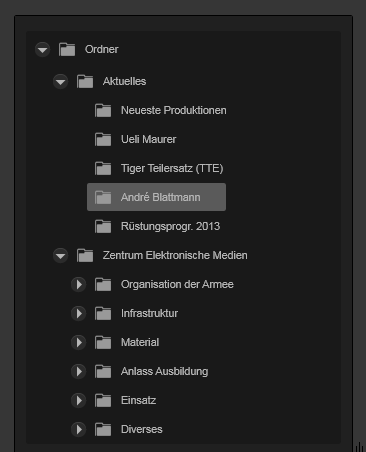 Ordner
Aktuelles
Neueste Produktionen
Ueli Maurer
Tiger Teilersatz (TTE)
André Blattmann
Rüstungsprogr. 2013
Zentrum Elektronische Medien
Organisation der Armee
Infrastruktur
Material
Anlass Ausbildung
Einsatz
Diverses